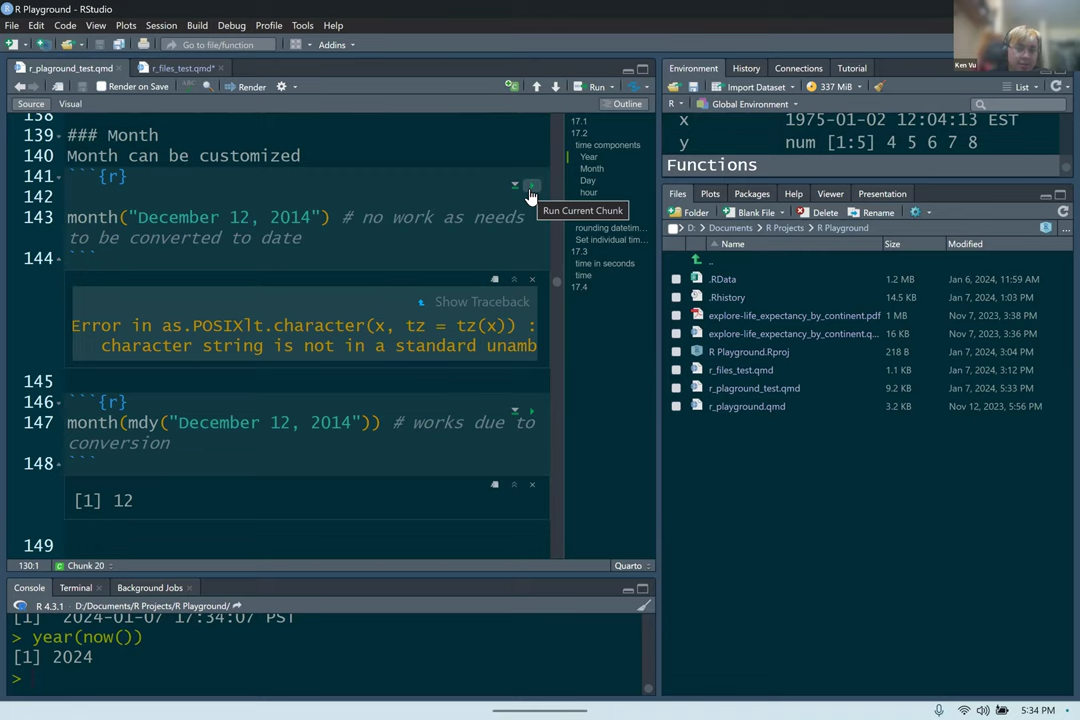 R Playground - RStudio
File Edit Code View Plots Session Build Debug Profile Tools Help
Go to file/function Addins
Ken Vu
r_plaground_test.qmd r_files_test.qmd*
Render on Save ABC Render Run
Source Visual Outline
138
139 ### Month
140 Month can be customized
141 ```{r}
142
143 month("December 12, 2014") # no work as needs
to be converted to date
144 ```
Run Current Chunk
Show Traceback
Error in as.POSIXlt.character(x, tz = tz(x)) :
character string is not in a standard unamb
145
146 ```{r}
147 month(mdy("December 12, 2014")) # works due to
conversion
148 ```
[1] 12
149
17.1
17.2
time components
Year
Month
Day
hour
rounding datetim...
Set individual tim...
17.3
time in seconds
time
17.4
130:1 Chunk 20 Quarto
Console Terminal Background Jobs
R 4.3.1 D:/Documents/R Projects/R Playground/
[1] "2024-01-07 17:34:07 PST"
> year(now())
[1] 2024
>
Environment History Connections Tutorial
Import Dataset 337 MiB List
R Global Environment
x 1975-01-02 12:04:13 EST
y num [1:5] 4 5 6 7 8
Functions
Files Plots Packages Help Viewer Presentation
Folder Blank File Delete Rename
D: Documents R Projects R Playground
Name Size Modified
..
.RData 1.2 MB Jan 6, 2024, 11:59 AM
.Rhistory 14.5 KB Jan 7, 2024, 1:03 PM
explore-life_expectancy_by_continent.pdf 61.1 KB Nov 7, 2023, 3:38 PM
explore-life_expectancy_by_continent.q... 16 KB Nov 7, 2023, 3:36 PM
R Playground.Rproj 218 B Jan 7, 2024, 3:04 PM
r_files_test.qmd 1.1 KB Jan 7, 2024, 3:12 PM
r_plaground_test.qmd 9.2 KB Jan 7, 2024, 5:33 PM
r_playground.qmd 3.2 KB Nov 12, 2023, 5:56 PM
5:34 PM